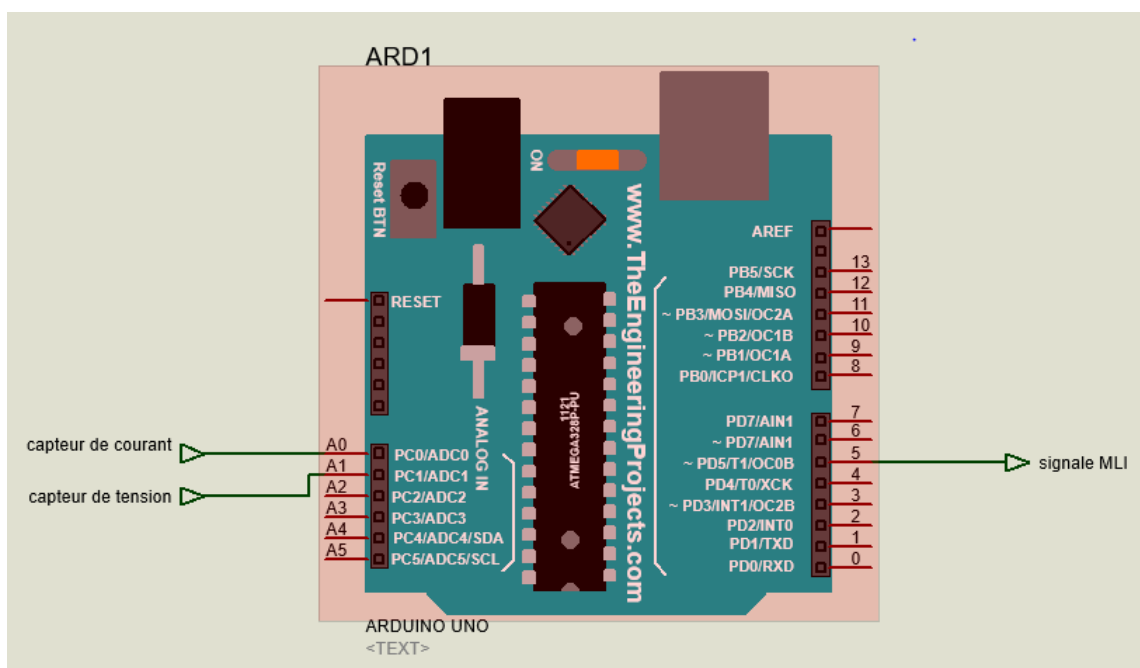 ARD1
Reset BTN
ON
www.TheEngineeringProjects.com
AREF
PB5/SCK 13
PB4/MISO 12
~ PB3/MOSI/OC2A 11
~ PB2/OC1B 10
~ PB1/OC1A 9
PB0/ICP1/CLKO 8
RESET
ANALOG IN
1121
ATMEGA328P-PU
capteur de courant
capteur de tension
A0 PC0/ADC0
A1 PC1/ADC1
A2 PC2/ADC2
A3 PC3/ADC3
A4 PC4/ADC4/SDA
A5 PC5/ADC5/SCL
PD7/AIN1 7
~ PD7/AIN1 6
~ PD5/T1/OC0B 5
PD4/T0/XCK 4
~ PD3/INT1/OC2B 3
PD2/INT0 2
PD1/TXD 1
PD0/RXD 0
signale MLI
ARDUINO UNO
<TEXT>